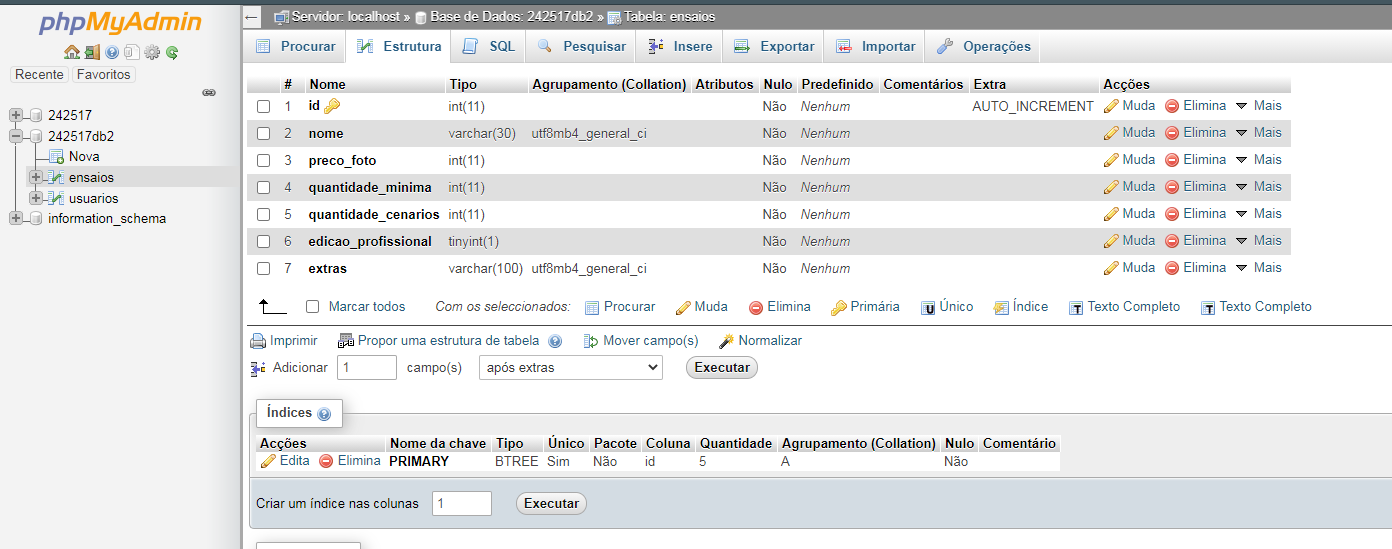 phpMyAdmin
Recente Favoritos
242517
242517db2
Nova
ensaios
usuarios
information_schema
← Servidor: localhost » Base de Dados: 242517db2 » Tabela: ensaios
Procurar Estrutura SQL Pesquisar Insere Exportar Importar Operações
# Nome Tipo Agrupamento (Collation) Atributos Nulo Predefinido Comentários Extra Acções
1 id int(11) Não Nenhum AUTO_INCREMENT Muda Elimina Mais
2 nome varchar(30) utf8mb4_general_ci Não Nenhum Muda Elimina Mais
3 preco_foto int(11) Não Nenhum Muda Elimina Mais
4 quantidade_minima int(11) Não Nenhum Muda Elimina Mais
5 quantidade_cenarios int(11) Não Nenhum Muda Elimina Mais
6 edicao_profissional tinyint(1) Não Nenhum Muda Elimina Mais
7 extras varchar(100) utf8mb4_general_ci Não Nenhum Muda Elimina Mais
Marcar todos Com os seleccionados: Procurar Muda Elimina Primária Único Índice Texto Completo Texto Completo
Imprimir Propor uma estrutura de tabela Mover campo(s) Normalizar
Adicionar 1 campo(s) após extras Executar
Índices
Acções Nome da chave Tipo Único Pacote Coluna Quantidade Agrupamento (Collation) Nulo Comentário
Edita Elimina PRIMARY BTREE Sim Não id 5 A Não
Criar um índice nas colunas 1 Executar